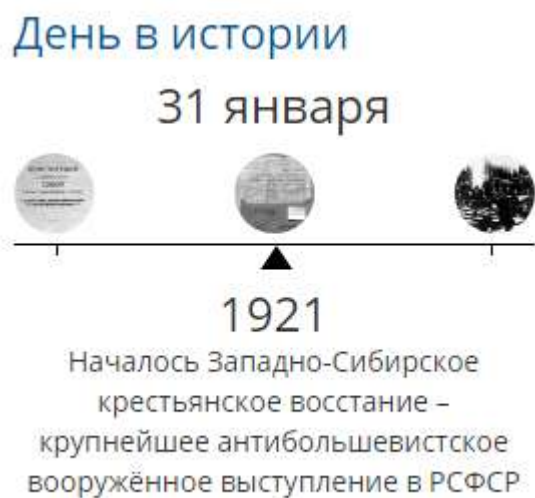 День в истории
31 января
1921
Началось Западно-Сибирское
крестьянское восстание –
крупнейшее антибольшевистское
вооружённое выступление в РСФСР